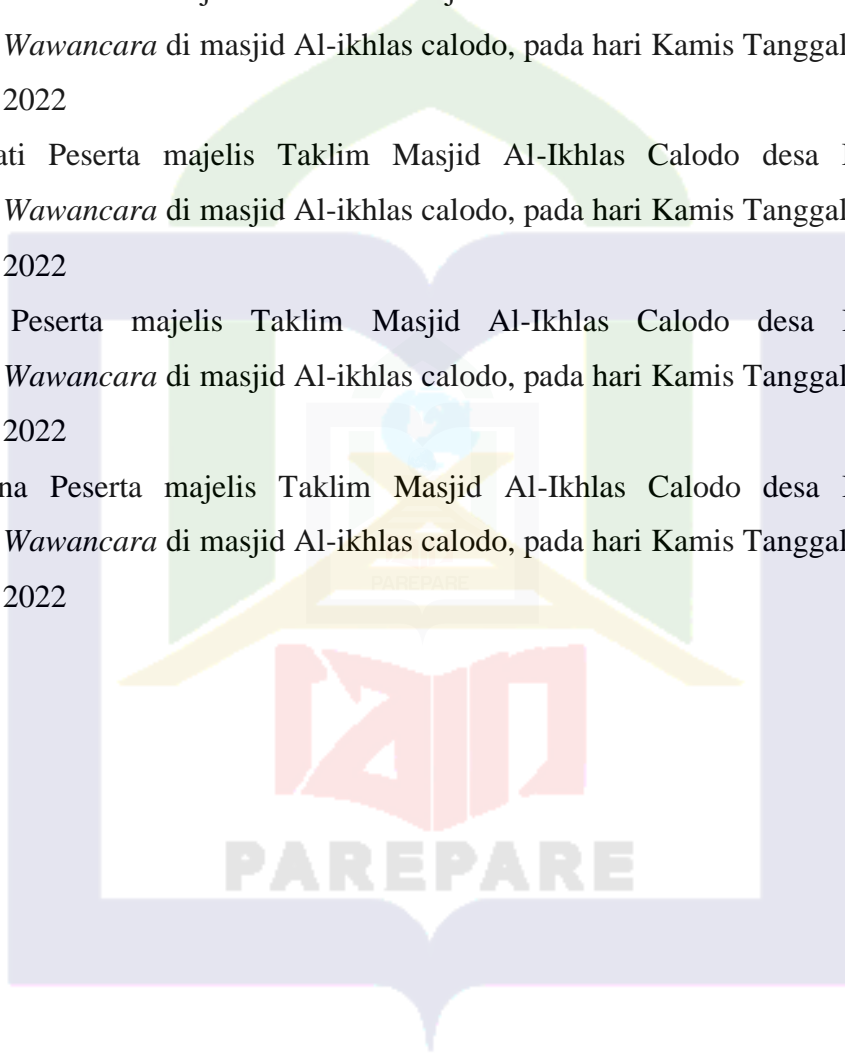 Wawancara di masjid Al-ikhlas calodo, pada hari Kamis Tanggal
2022
Peserta majelis Taklim Masjid Al-Ikhlas Calodo desa
Wawancara di masjid Al-ikhlas calodo, pada hari Kamis Tanggal
2022
Peserta majelis Taklim Masjid Al-Ikhlas Calodo desa
Wawancara di masjid Al-ikhlas calodo, pada hari Kamis Tanggal
2022
Peserta majelis Taklim Masjid Al-Ikhlas Calodo desa
Wawancara di masjid Al-ikhlas calodo, pada hari Kamis Tanggal
2022
PAREPARE
iain
PAREPARE